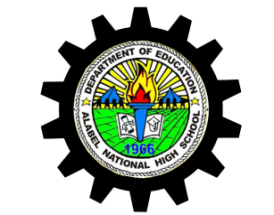 DEPARTMENT OF EDUCATION
ALABEL NATIONAL HIGH SCHOOL
1966